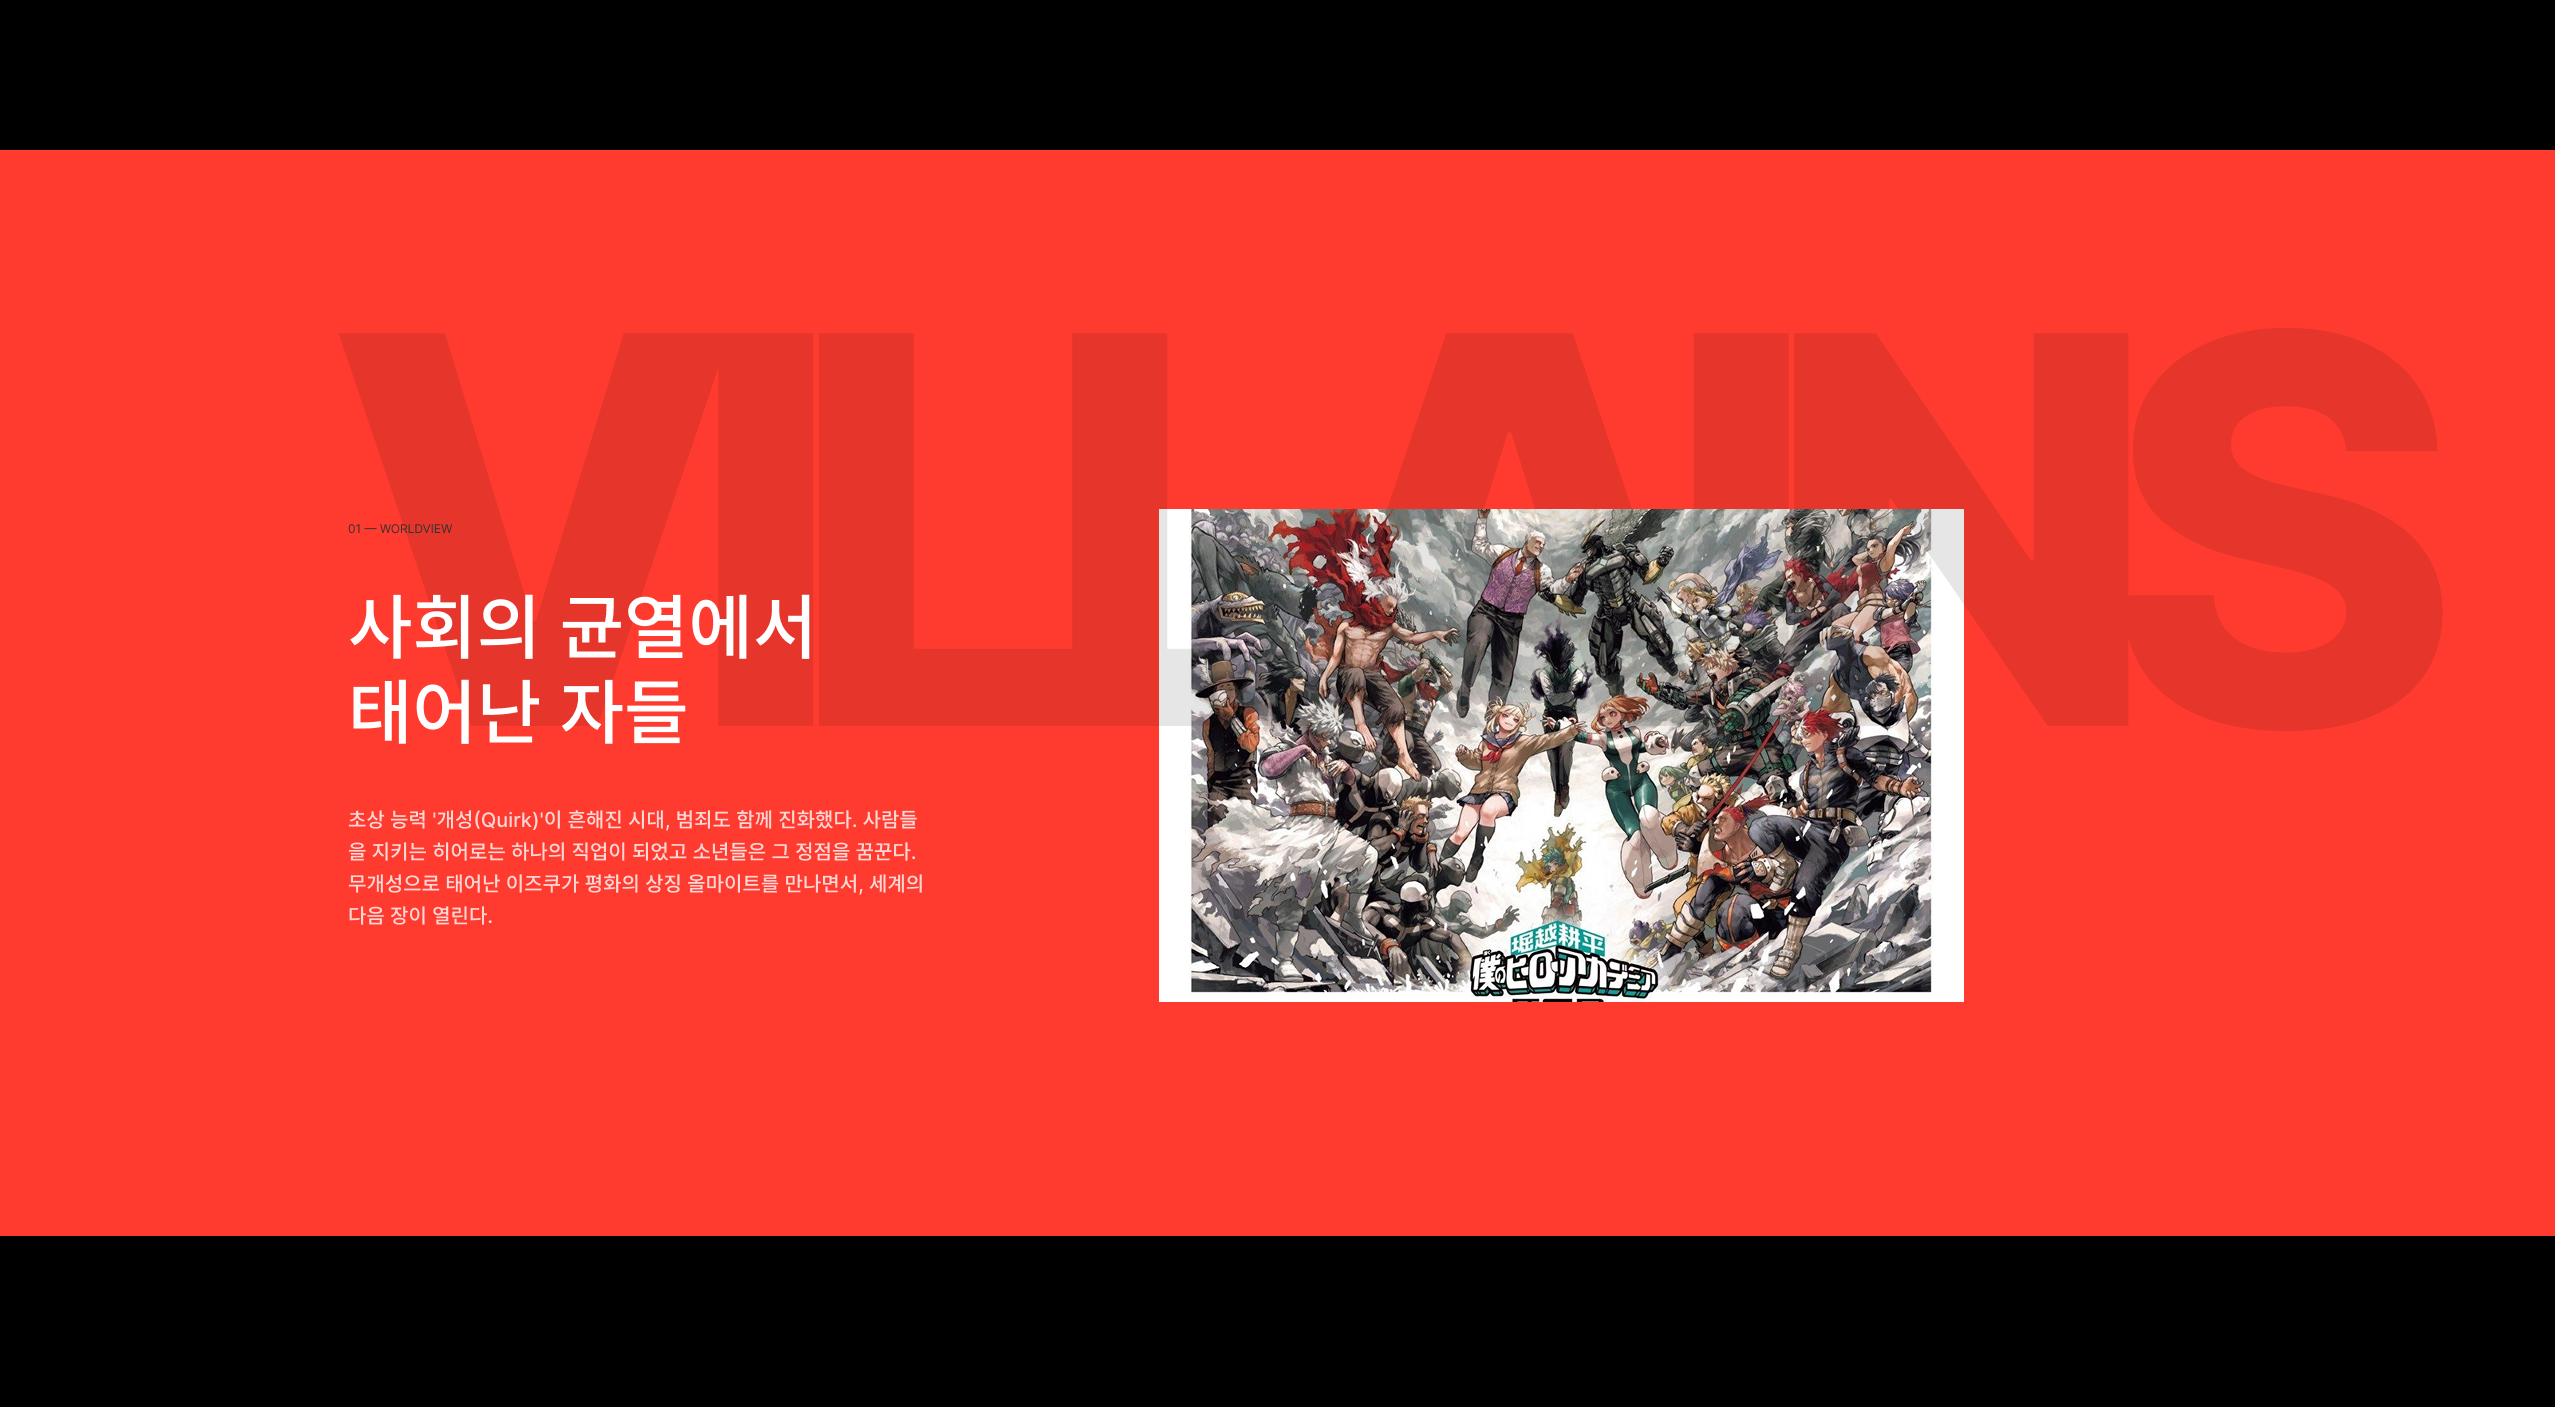 VILLAINS
01 — WORLDVIEW
사회의 균열에서
태어난 자들
초상 능력 '개성(Quirk)'이 흔해진 시대, 범죄도 함께 진화했다. 사람들
을 지키는 히어로는 하나의 직업이 되었고 소년들은 그 정점을 꿈꾼다.
무개성으로 태어난 이즈쿠가 평화의 상징 올마이트를 만나면서, 세계의
다음 장이 열린다.
堀越耕平
僕のヒーローアカデミア